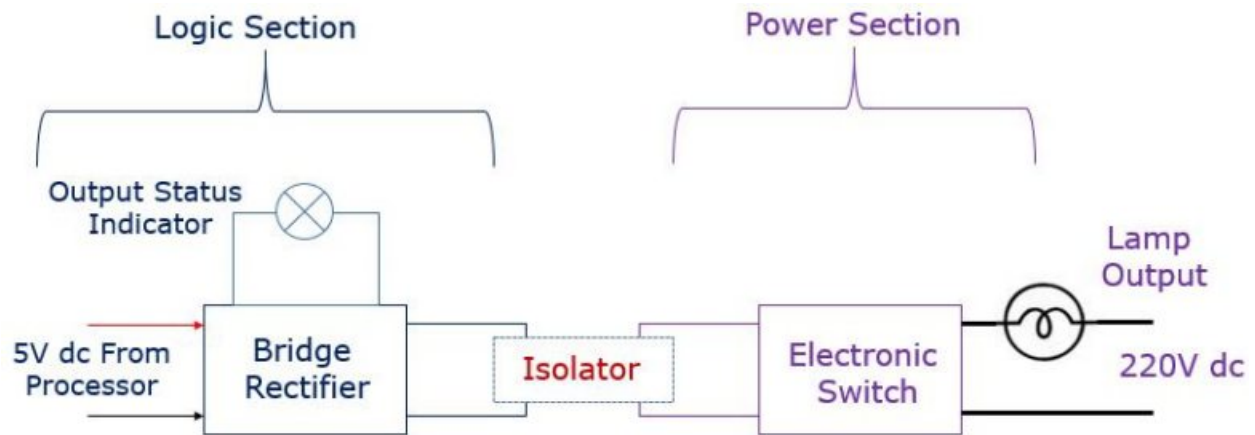 Logic Section
Power Section
Output Status
Indicator
Lamp
Output
5V dc From
Processor
Bridge
Rectifier
Isolator
Electronic
Switch
220V dc